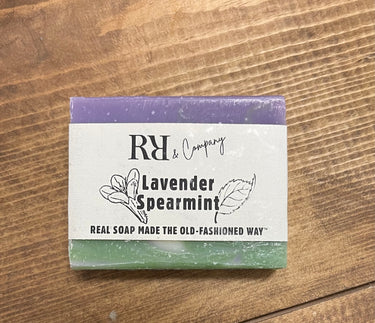 RR & Company
Lavender
Spearmint
REAL SOAP MADE THE OLD-FASHIONED WAY™